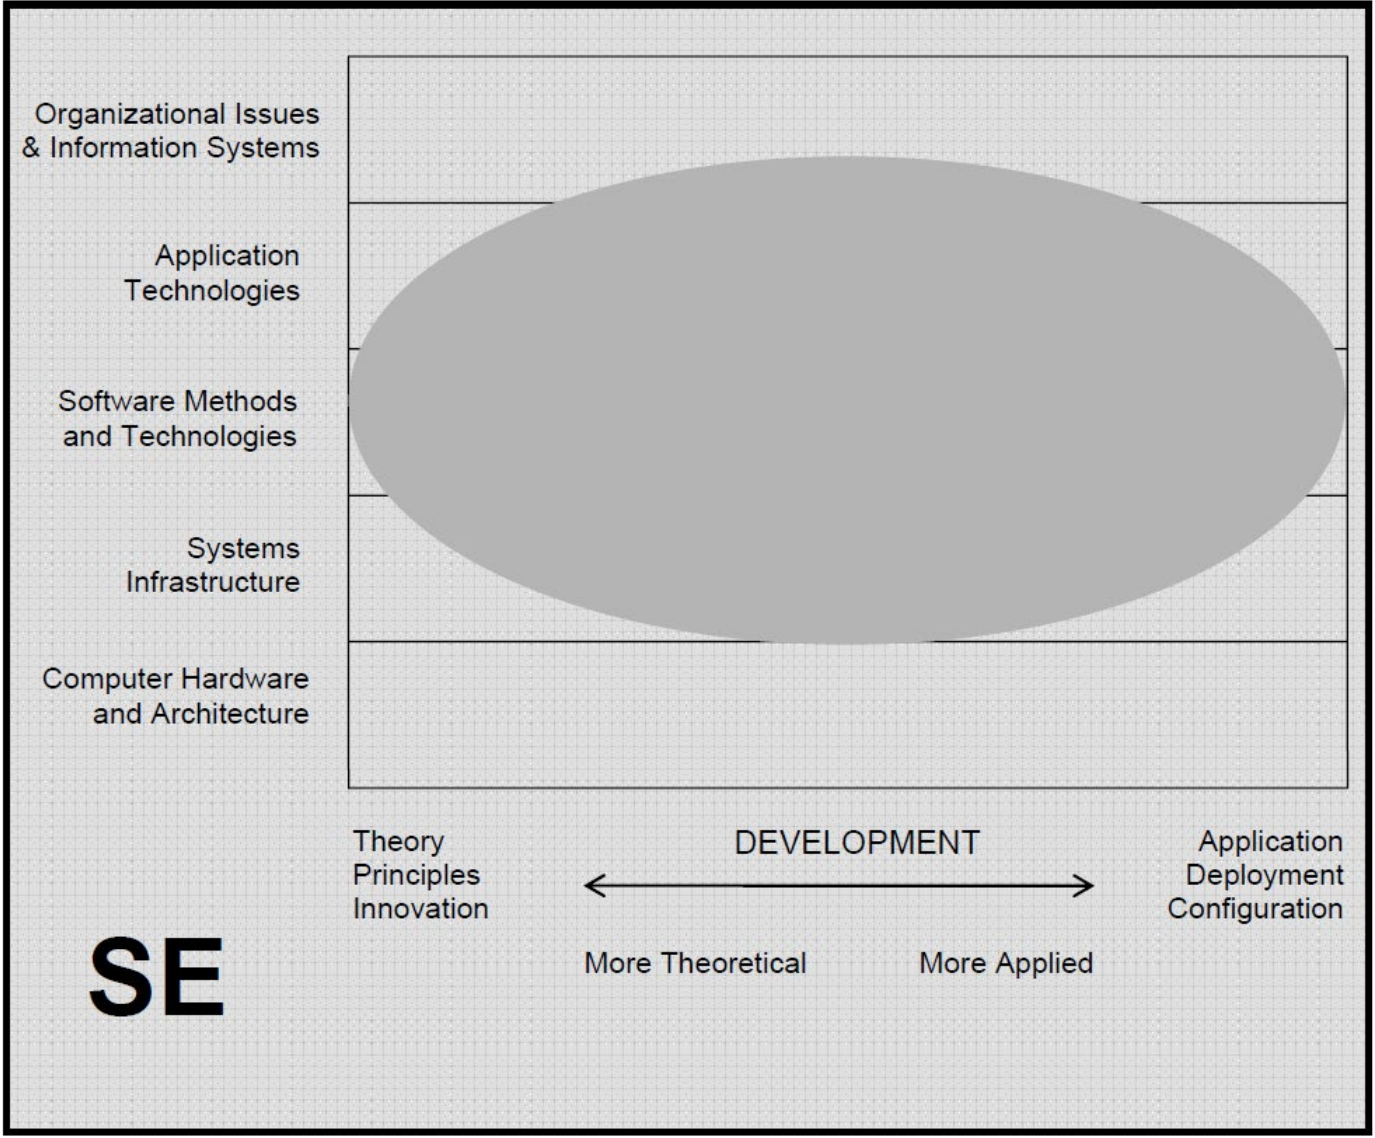 Organizational Issues
& Information Systems
Application
Technologies
Software Methods
and Technologies
Systems
Infrastructure
Computer Hardware
and Architecture
Theory
Principles
Innovation
DEVELOPMENT
Application
Deployment
Configuration
More Theoretical
More Applied
SE